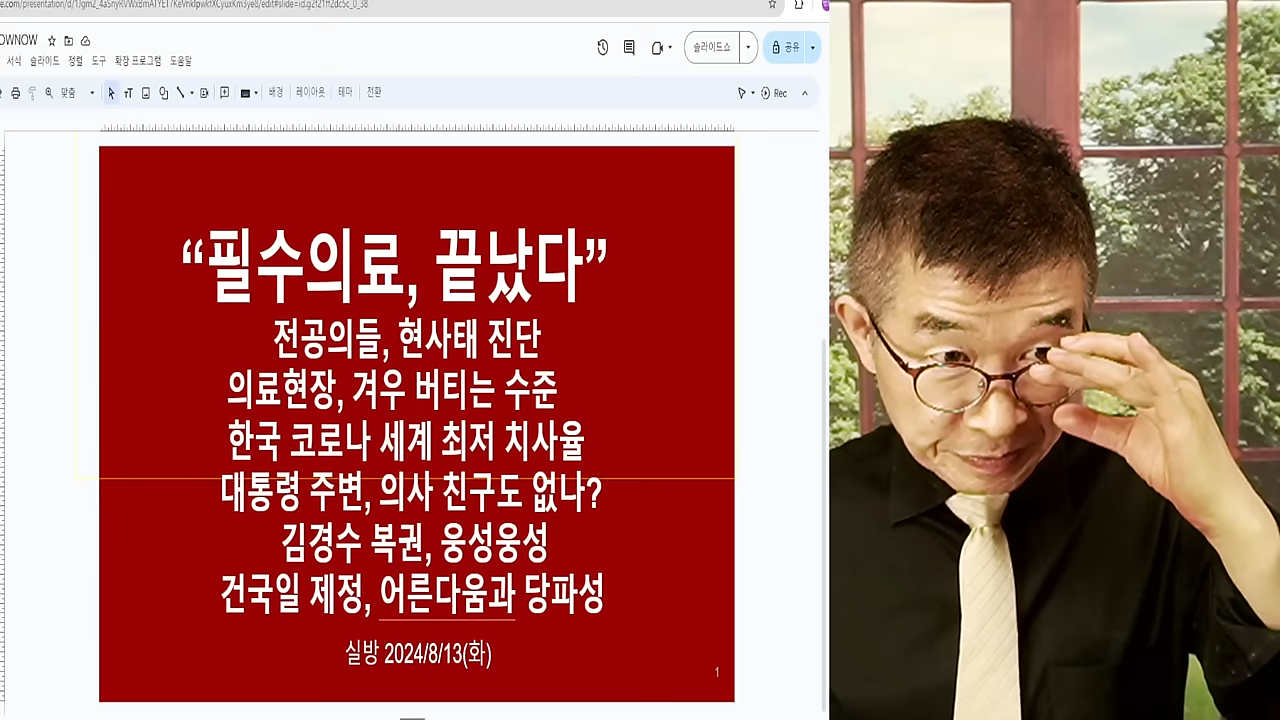 OWNOW
슬라이드쇼
공유
서식 슬라이드 정렬 도구 확장 프로그램 도움말
맞춤
배경 레이아웃 테마 전환
Rec
“필수의료, 끝났다”
전공의들, 현사태 진단
의료현장, 겨우 버티는 수준
한국 코로나 세계 최저 치사율
대통령 주변, 의사 친구도 없나?
김경수 복권, 웅성웅성
건국일 제정, 어른다움과 당파성
실방 2024/8/13(화)
1